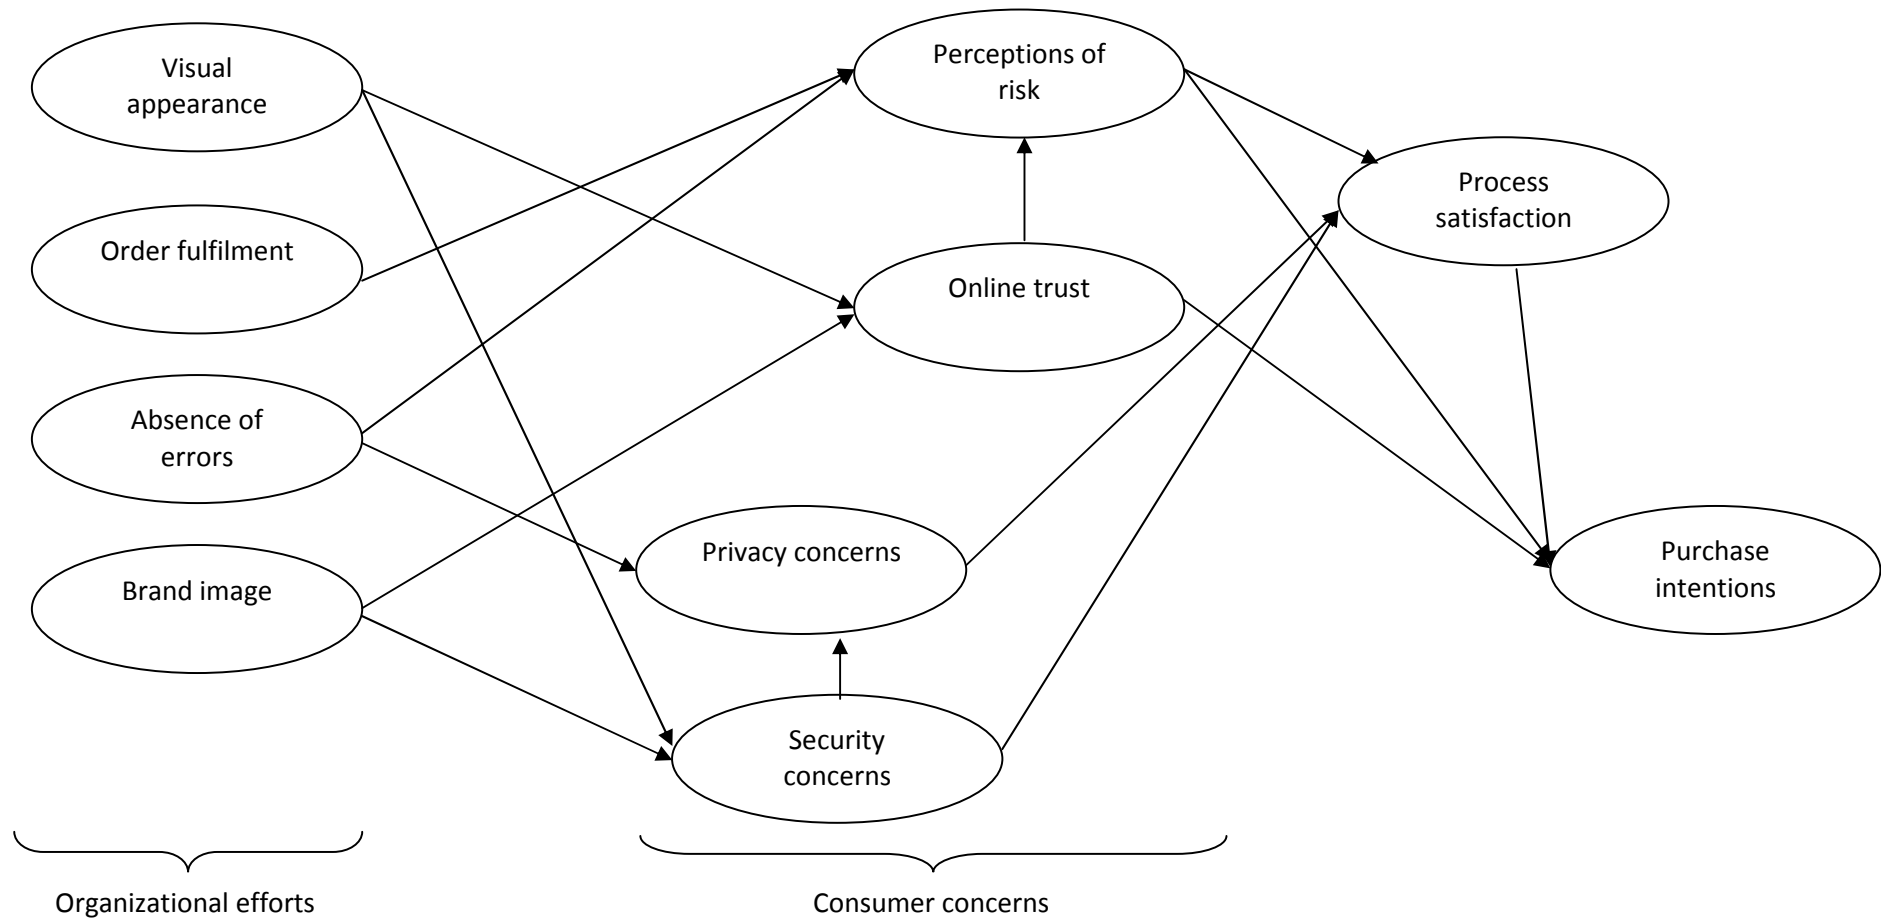 Visual
appearance
Order fulfilment
Absence of
errors
Brand image
Perceptions of
risk
Online trust
Privacy concerns
Security
concerns
Process
satisfaction
Purchase
intentions
Organizational efforts
Consumer concerns